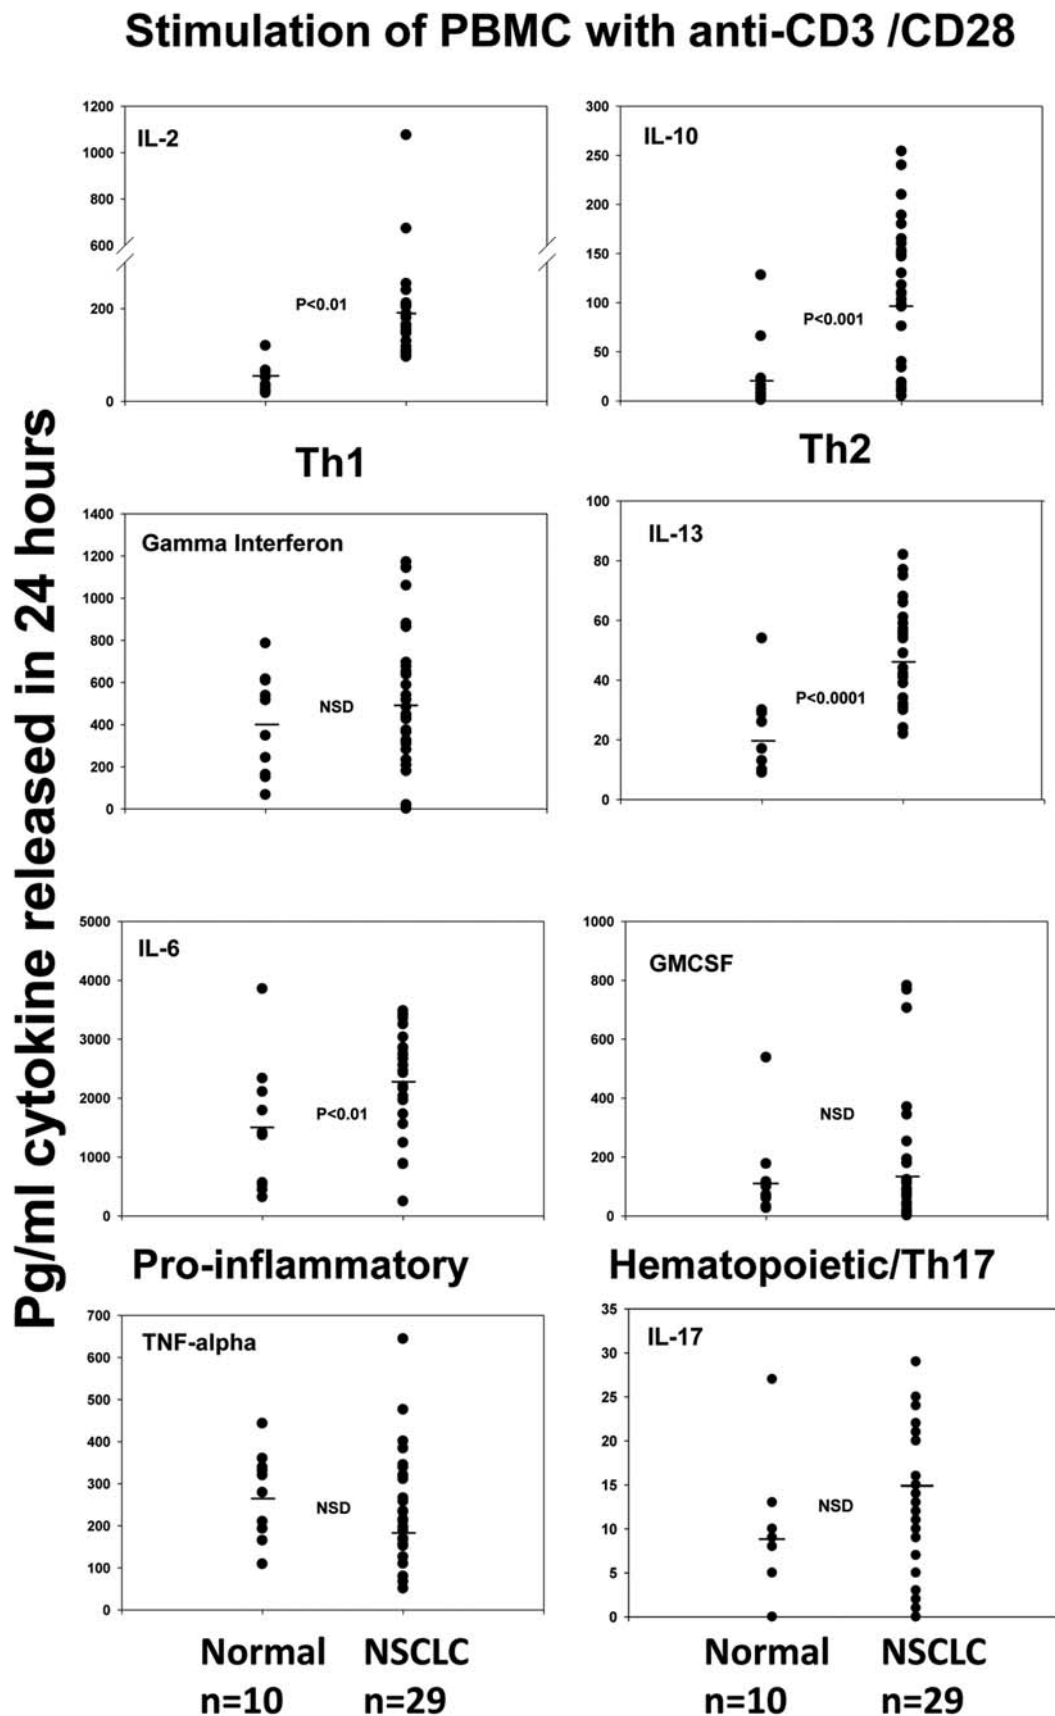 Stimulation of PBMC with anti-CD3 /CD28
Pg/ml cytokine released in 24 hours
IL-2
1200
1000
800
600
200
0
P<0.01
IL-10
300
250
200
150
100
50
0
P<0.001
Th1
Th2
Gamma Interferon
1400
1200
1000
800
600
400
200
0
NSD
IL-13
100
80
60
40
20
0
P<0.0001
IL-6
5000
4000
3000
2000
1000
0
P<0.01
GMCSF
1000
800
600
400
200
0
NSD
Pro-inflammatory
Hematopoietic/Th17
TNF-alpha
700
600
500
400
300
200
100
0
NSD
IL-17
35
30
25
20
15
10
5
0
NSD
Normal NSCLC
n=10 n=29
Normal NSCLC
n=10 n=29